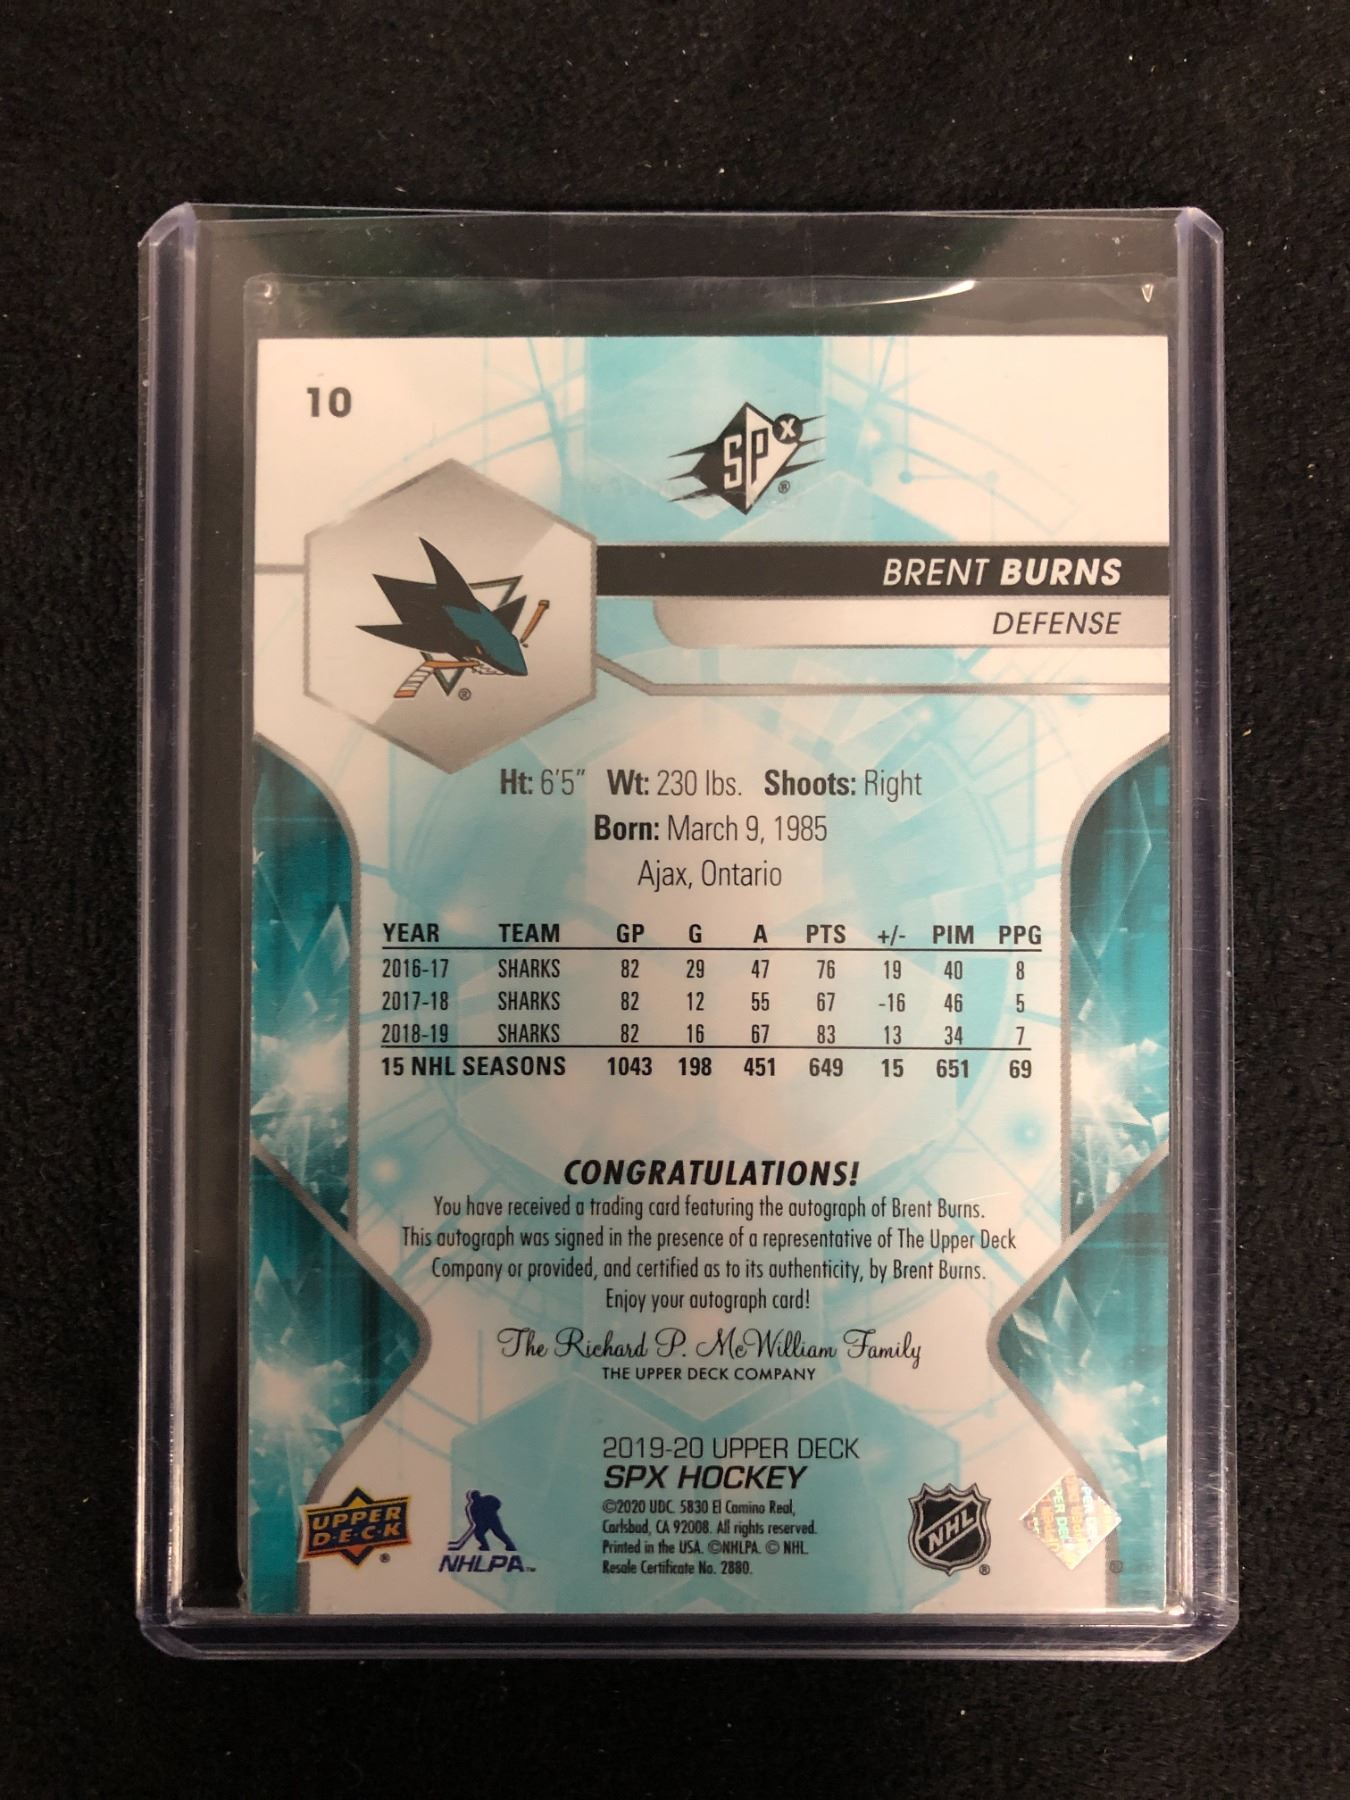 10
SPx®
BRENT BURNS
DEFENSE
®
Ht: 6'5" Wt: 230 lbs. Shoots: Right
Born: March 9, 1985
Ajax, Ontario
YEAR TEAM GP G A PTS +/- PIM PPG
2016-17 SHARKS 82 29 47 76 19 40 8
2017-18 SHARKS 82 12 55 67 -16 46 5
2018-19 SHARKS 82 16 67 83 13 34 7
15 NHL SEASONS 1043 198 451 649 15 651 69
CONGRATULATIONS!
You have received a trading card featuring the autograph of Brent Burns.
This autograph was signed in the presence of a representative of The Upper Deck
Company or provided, and certified as to its authenticity, by Brent Burns.
Enjoy your autograph card!
The Richard P. McWilliam Family
THE UPPER DECK COMPANY
2019-20 UPPER DECK
SPX HOCKEY
©2020 UDC. 5830 El Camino Real,
Carlsbad, CA 92008. All rights reserved.
Printed in the USA. ©NHLPA. © NHL.
Resale Certificate No. 2880.
UPPER
D·E·C·K
®
NHLPA™
NHL
®
®